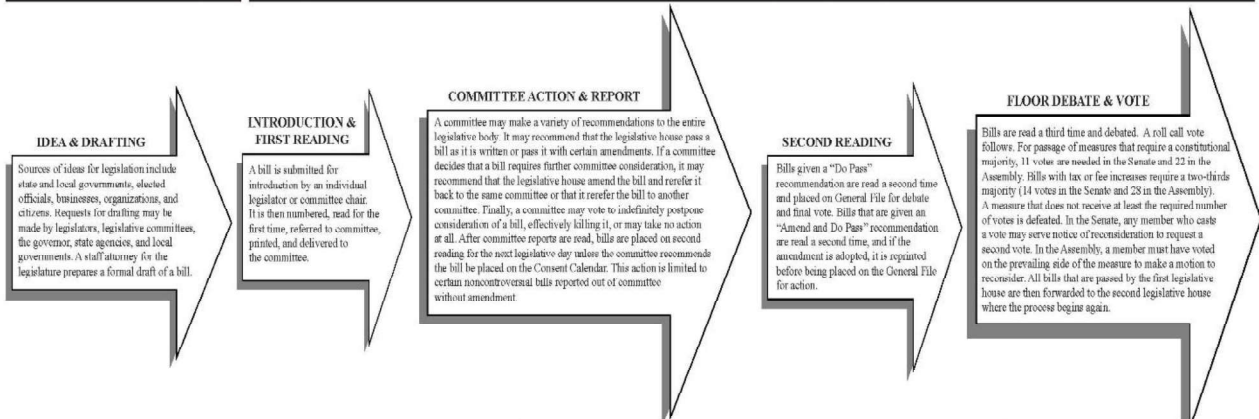 IDEA & DRAFTING
Sources of ideas for legislation include
state and local governments, elected
officials, businesses, organizations, and
citizens. Requests for drafting may be
made by legislators, legislative committees,
the governor, state agencies, and local
governments. A staff attorney for the
legislature prepares a formal draft of a bill.
INTRODUCTION &
FIRST READING
A bill is submitted for
introduction by an individual
legislator or committee chair.
It is then numbered, read for the
first time, referred to committee,
printed, and delivered to
the committee.
COMMITTEE ACTION & REPORT
A committee may make a variety of recommendations to the entire
legislative body. It may recommend that the legislative house pass a
bill as it is written or pass it with certain amendments. If a committee
decides that a bill requires further committee consideration, it may
recommend that the legislative house amend the bill and rerefer it
back to the same committee or that it rerefer the bill to another
committee. Finally, a committee may vote to indefinitely postpone
consideration of a bill, effectively killing it, or may take no action
at all. After committee reports are read, bills are placed on second
reading for the next legislative day unless the committee recommends
the bill be placed on the Consent Calendar. This action is limited to
certain noncontroversial bills reported out of committee
without amendment.
SECOND READING
Bills given a “Do Pass”
recommendation are read a second time
and placed on General File for debate
and final vote. Bills that are given an
“Amend and Do Pass” recommendation
are read a second time, and if the
amendment is adopted, it is reprinted
before being placed on the General File
for action.
FLOOR DEBATE & VOTE
Bills are read a third time and debated. A roll call vote
follows. For passage of measures that require a constitutional
majority, 11 votes are needed in the Senate and 22 in the
Assembly. Bills with tax or fee increases require a two-thirds
majority (14 votes in the Senate and 28 in the Assembly).
A measure that does not receive at least the required number
of votes is defeated. In the Senate, any member who casts
a vote may serve notice of reconsideration to request a
second vote. In the Assembly, a member must have voted
on the prevailing side of the measure to make a motion to
reconsider. All bills that are passed by the first legislative
house are then forwarded to the second legislative house
where the process begins again.